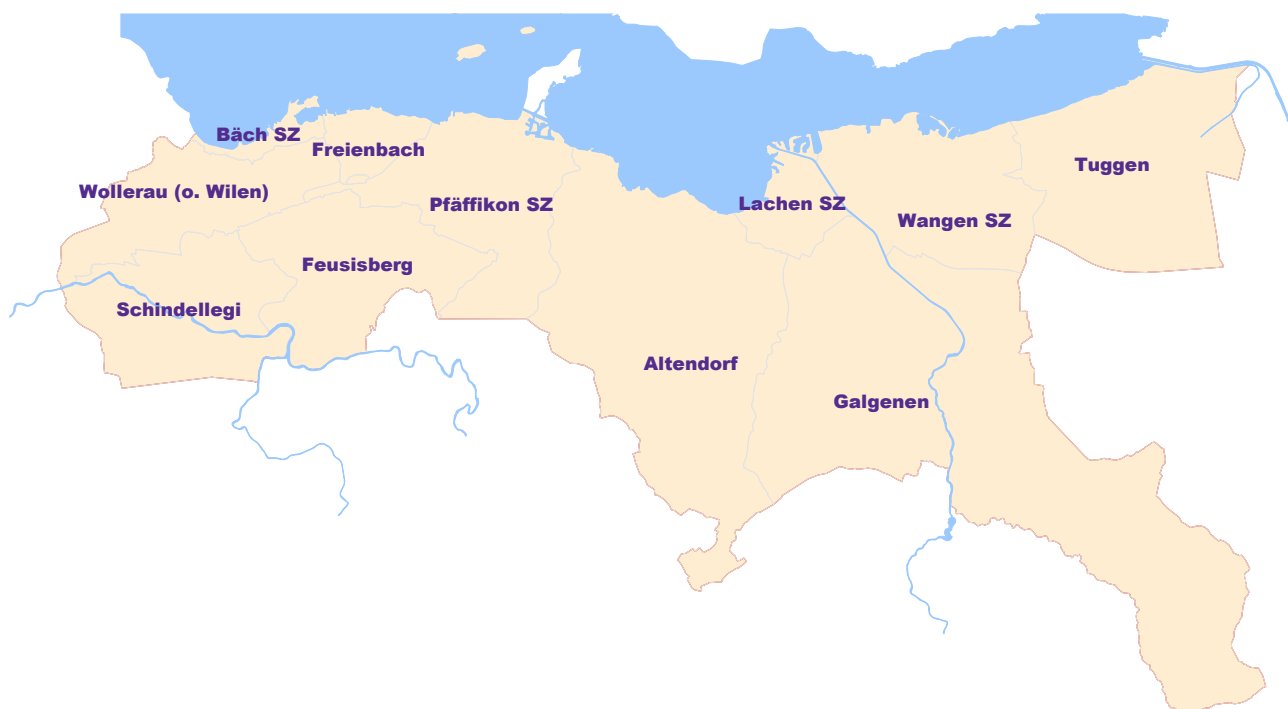 Bäch SZ
Freienbach
Tuggen
Wollerau (o. Wilen)
Pfäffikon SZ
Lachen SZ
Wangen SZ
Feusisberg
Schindellegi
Altendorf
Galgenen